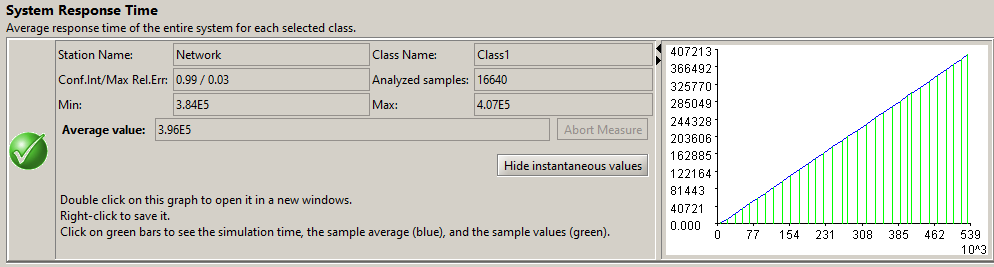 System Response Time
Average response time of the entire system for each selected class.
Station Name: Network Class Name: Class1
Conf.Int/Max Rel.Err: 0.99 / 0.03 Analyzed samples: 16640
Min: 3.84E5 Max: 4.07E5
Average value: 3.96E5 Abort Measure
Hide instantaneous values
Double click on this graph to open it in a new windows.
Right-click to save it.
Click on green bars to see the simulation time, the sample average (blue), and the sample values (green).
407213
366492
325770
285049
244328
203606
162885
122164
81443
40721
0.000
0 77 154 231 308 385 462 539
10^3